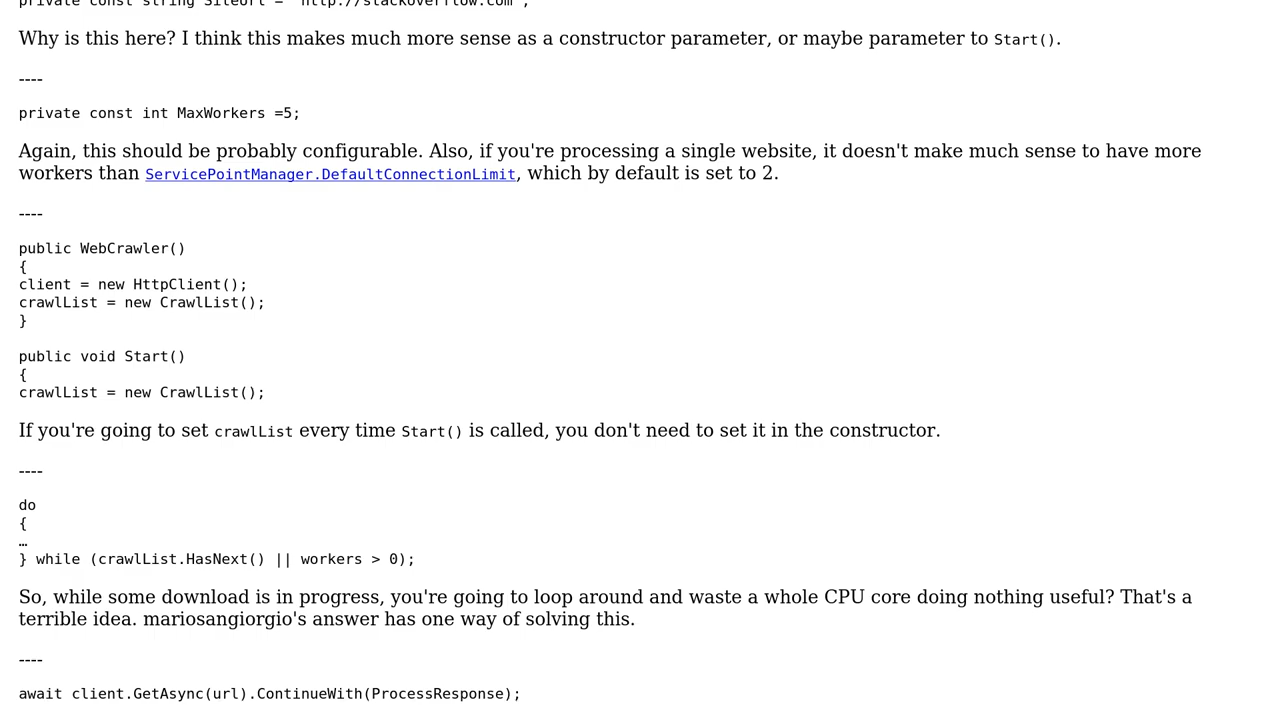 private const string SiteUrl = "http://stackoverflow.com";
Why is this here? I think this makes much more sense as a constructor parameter, or maybe parameter to Start().
----
private const int MaxWorkers =5;
Again, this should be probably configurable. Also, if you're processing a single website, it doesn't make much sense to have more
workers than ServicePointManager.DefaultConnectionLimit, which by default is set to 2.
----
public WebCrawler()
{
client = new HttpClient();
crawlList = new CrawlList();
}
public void Start()
{
crawlList = new CrawlList();
If you're going to set crawlList every time Start() is called, you don't need to set it in the constructor.
----
do
{
…
} while (crawlList.HasNext() || workers > 0);
So, while some download is in progress, you're going to loop around and waste a whole CPU core doing nothing useful? That's a
terrible idea. mariosangiorgio's answer has one way of solving this.
----
await client.GetAsync(url).ContinueWith(ProcessResponse);